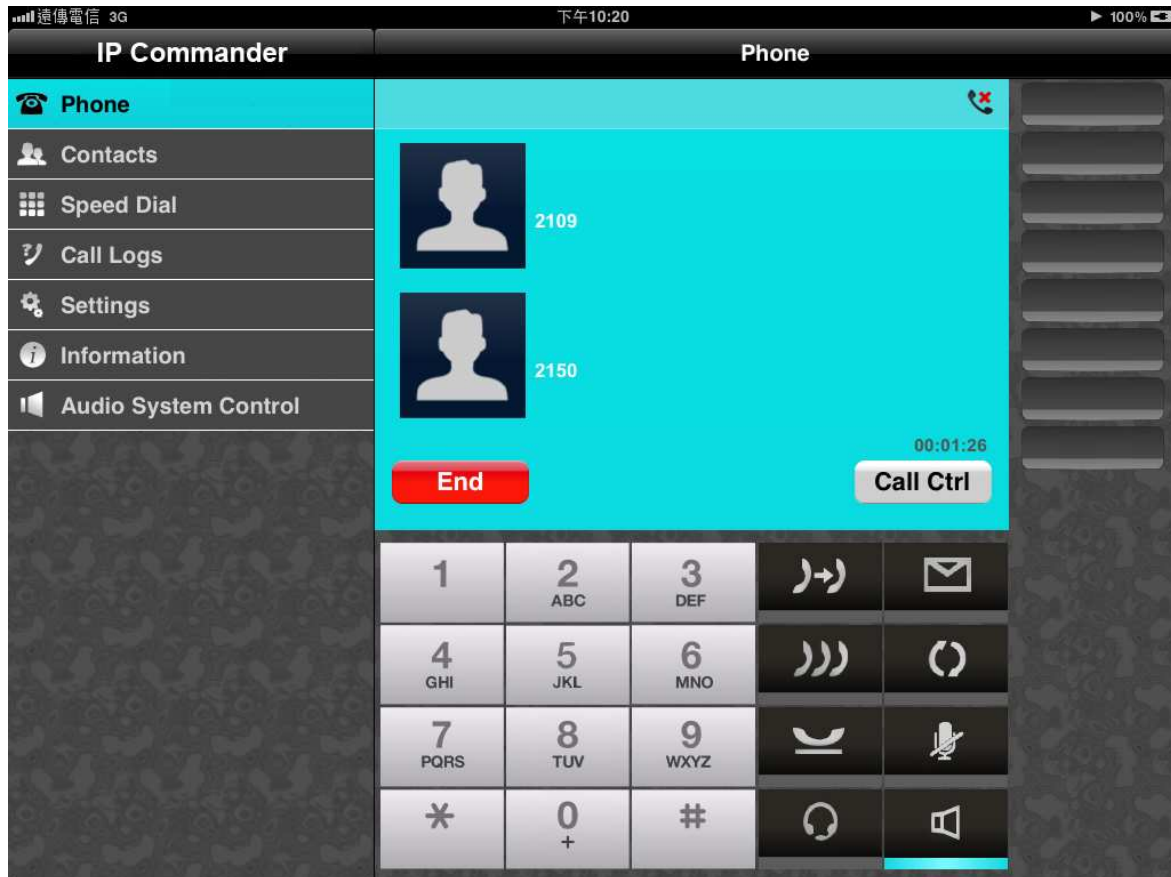 遠傳電信 3G
下午10:20
100%
IP Commander
Phone
Phone
Contacts
Speed Dial
Call Logs
Settings
Information
Audio System Control
2109
2150
00:01:26
End
Call Ctrl
1
2
ABC
3
DEF
4
GHI
5
JKL
6
MNO
7
PQRS
8
TUV
9
WXYZ
*
0
+
#